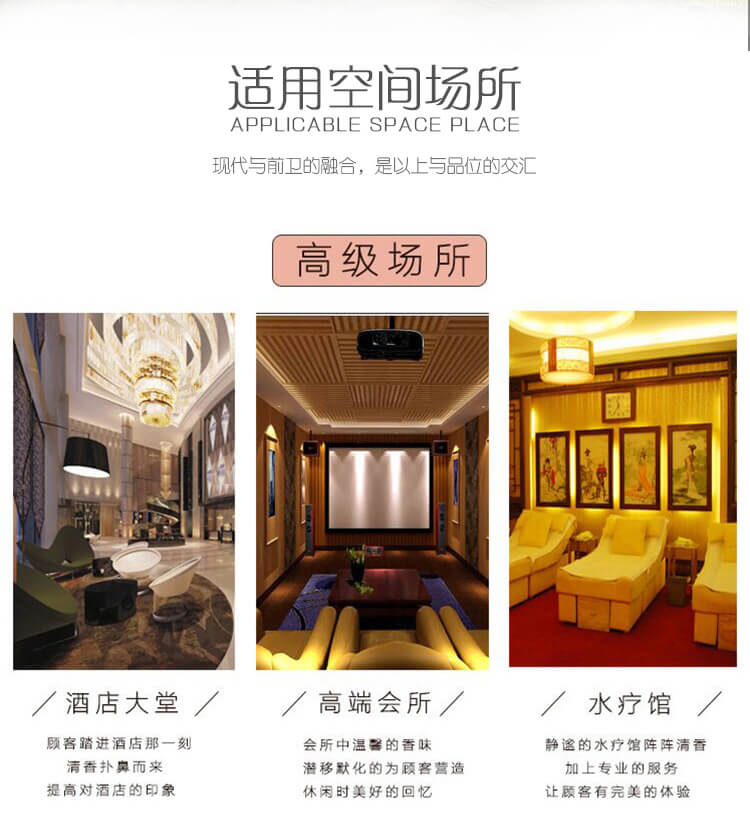 适用空间场所
APPLICABLE SPACE PLACE
现代与前卫的融合，是以上与品位的交汇
高级场所
酒店大堂
顾客踏进酒店那一刻
清香扑鼻而来
提高对酒店的印象
高端会所
会所中温馨的香味
潜移默化的为顾客营造
休闲时美好的回忆
水疗馆
静谧的水疗馆阵阵清香
加上专业的服务
让顾客有完美的体验